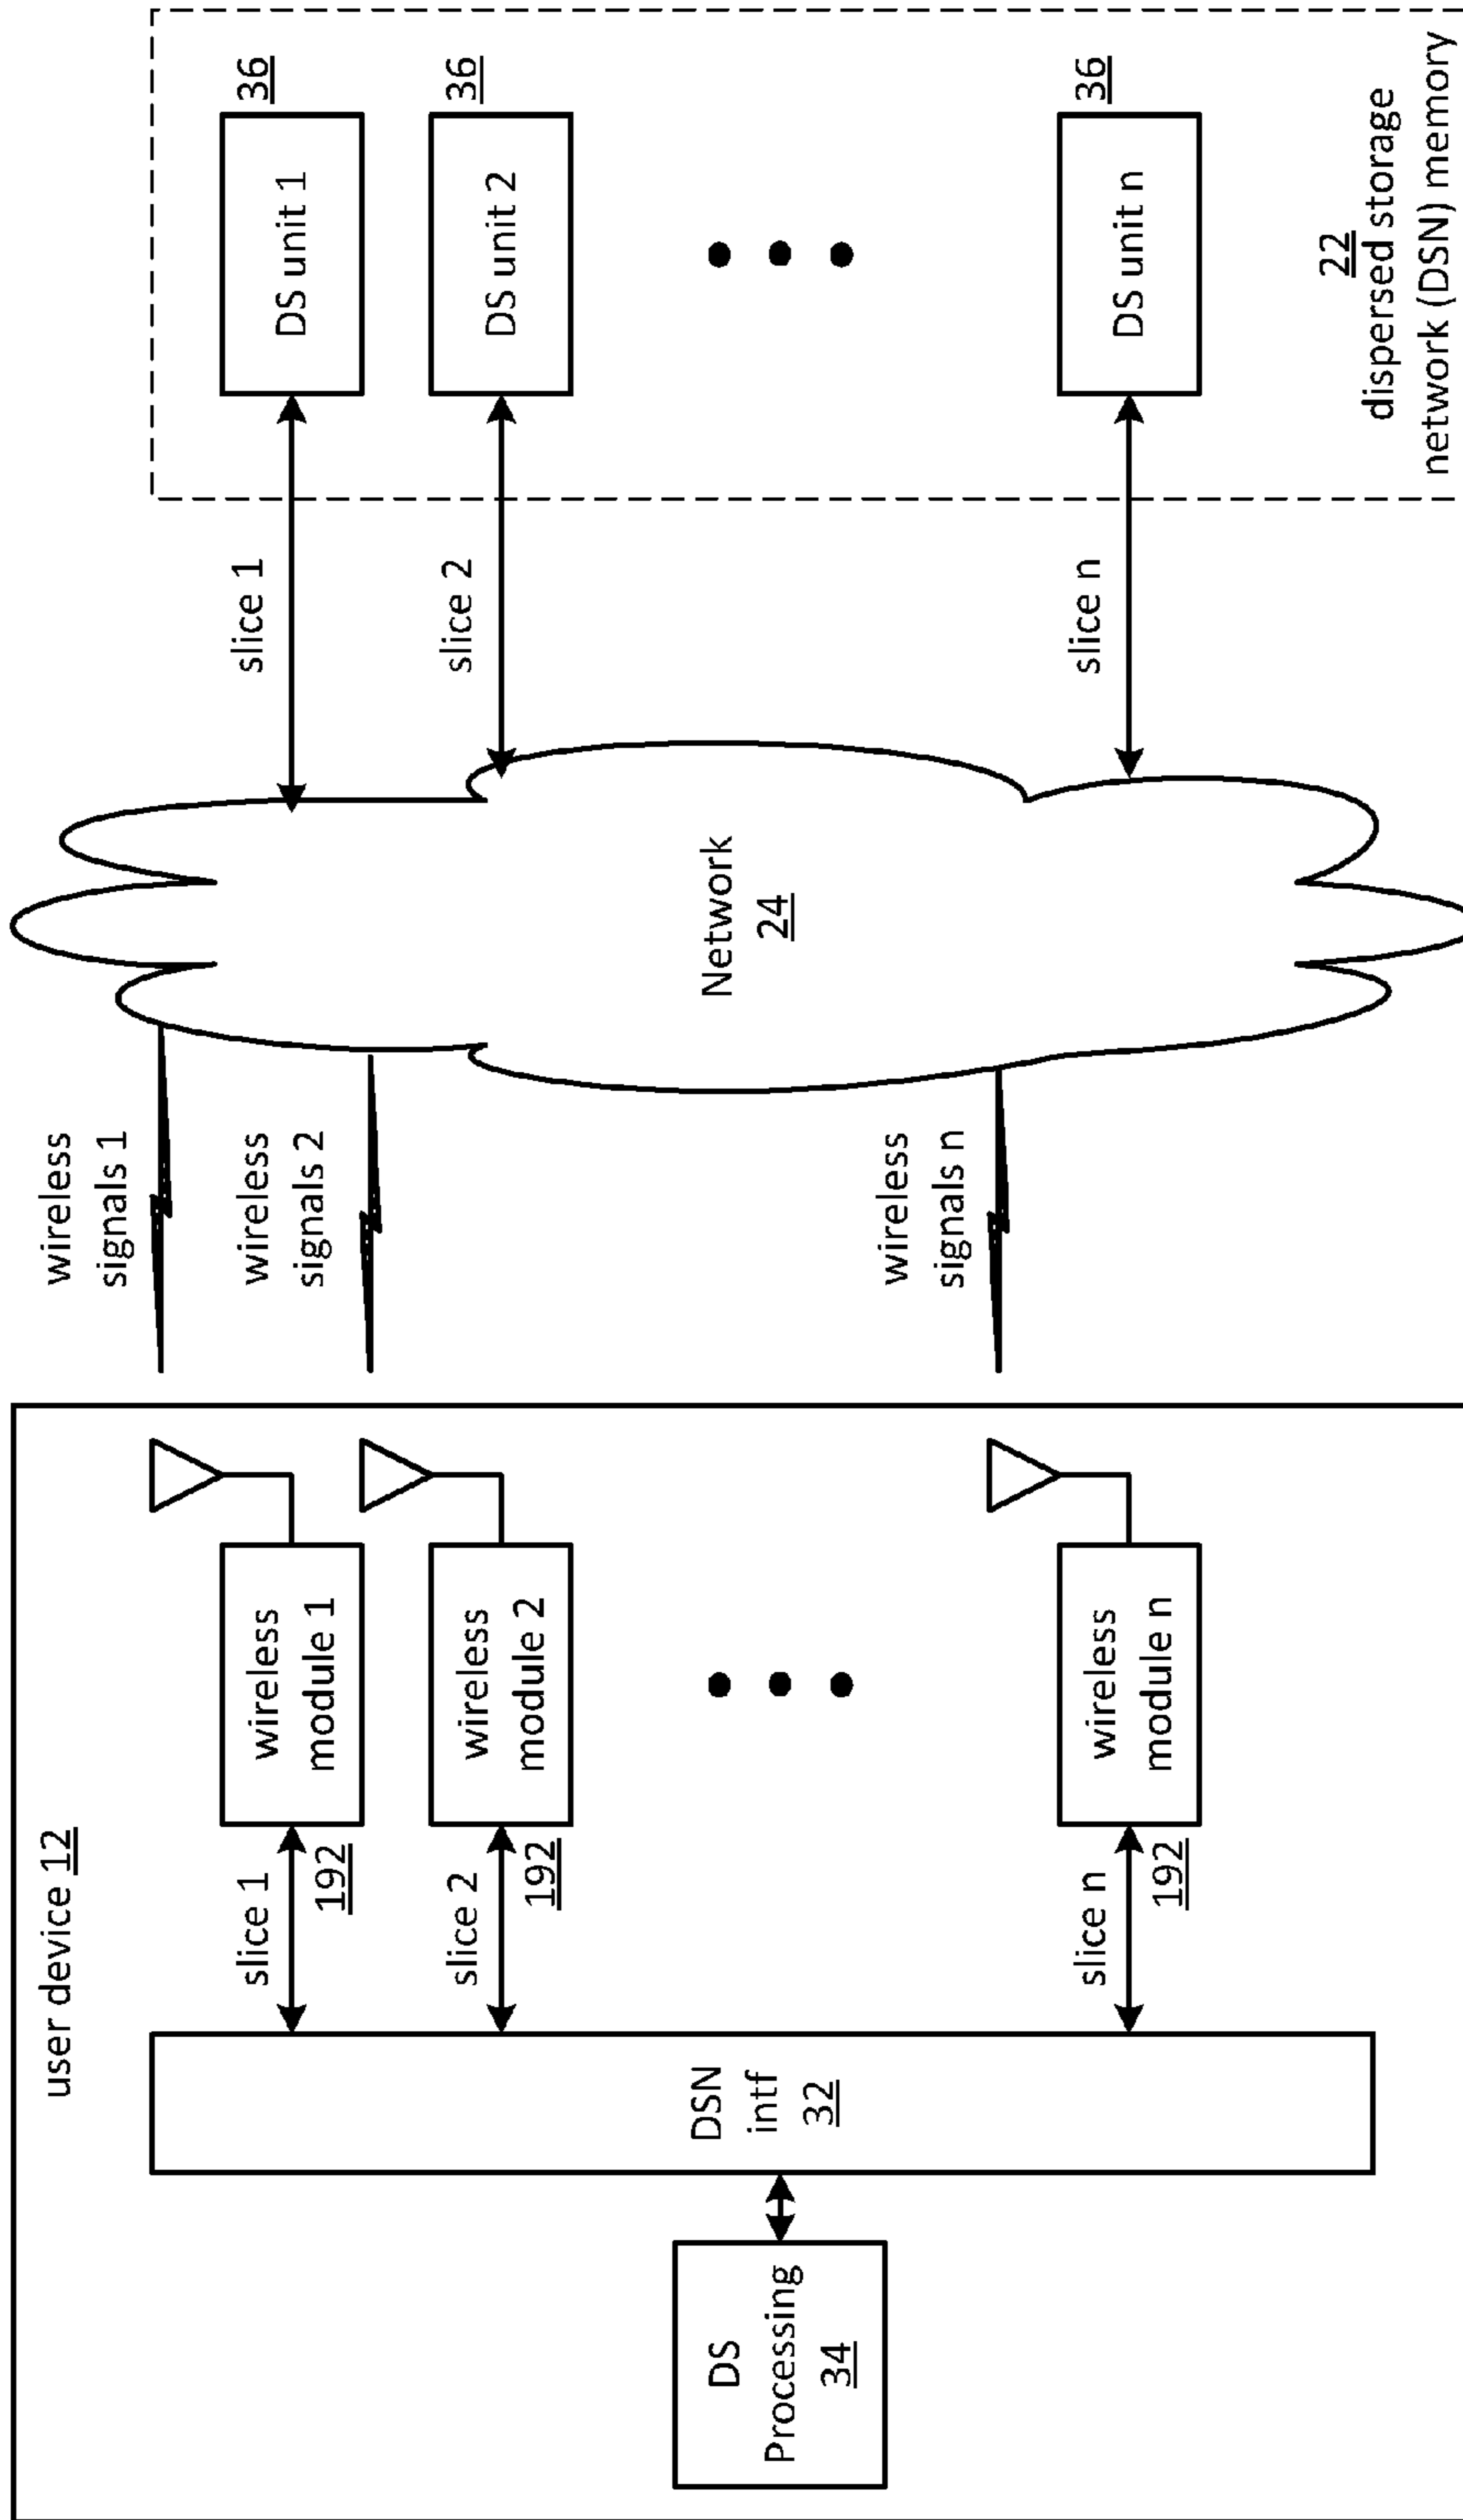 user device 12
DS
Processing
34
DSN
intf
32
slice 1
192
slice 2
192
slice n
192
wireless
module 1
wireless
module 2
wireless
module n
wireless
signals 1
wireless
signals 2
wireless
signals n
Network
24
slice 1
slice 2
slice n
DS unit 1
36
DS unit 2
36
DS unit n
36
22
dispersed storage
network (DSN) memory